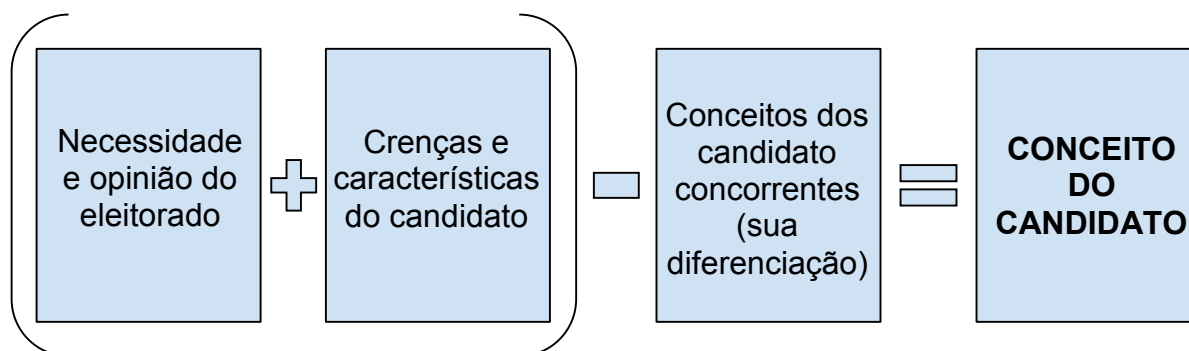 Necessidade
e opinião do
eleitorado
Crenças e
características
do candidato
Conceitos dos
candidato
concorrentes
(sua
diferenciação)
CONCEITO
DO
CANDIDATO